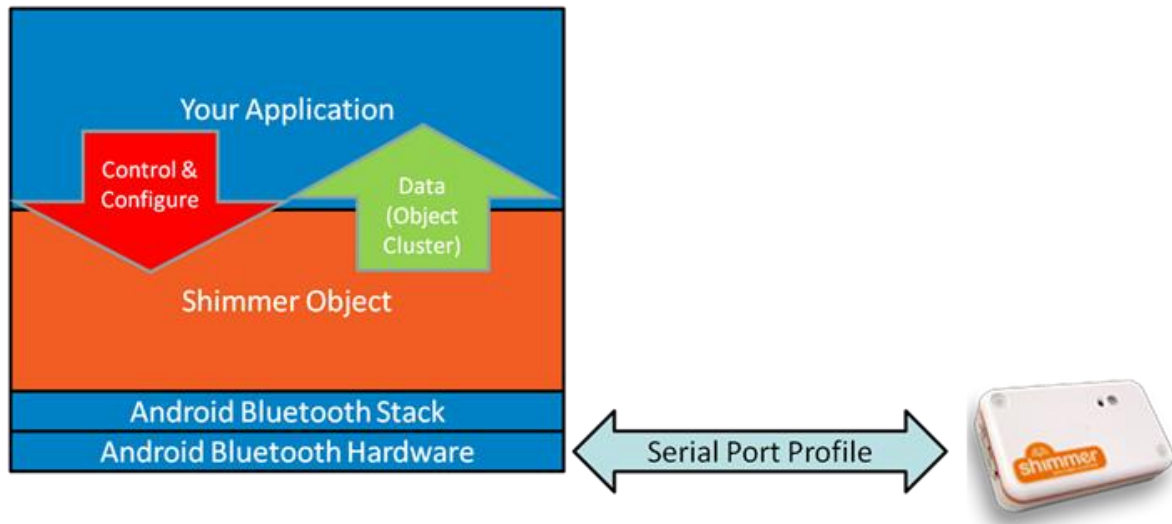 Your Application
Control &
Configure
Data
(Object
Cluster)
Shimmer Object
Android Bluetooth Stack
Android Bluetooth Hardware
Serial Port Profile
shimmer